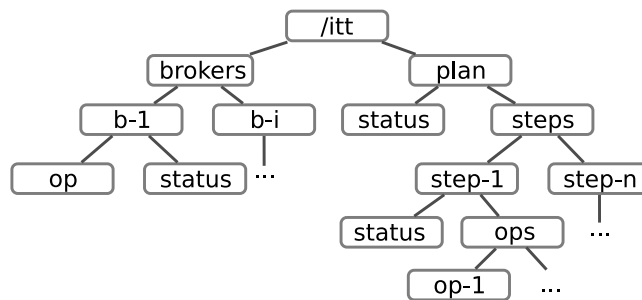 /itt
brokers plan
b-1 b-i status steps
op status ... step-1 step-n
status ops ...
op-1 ...